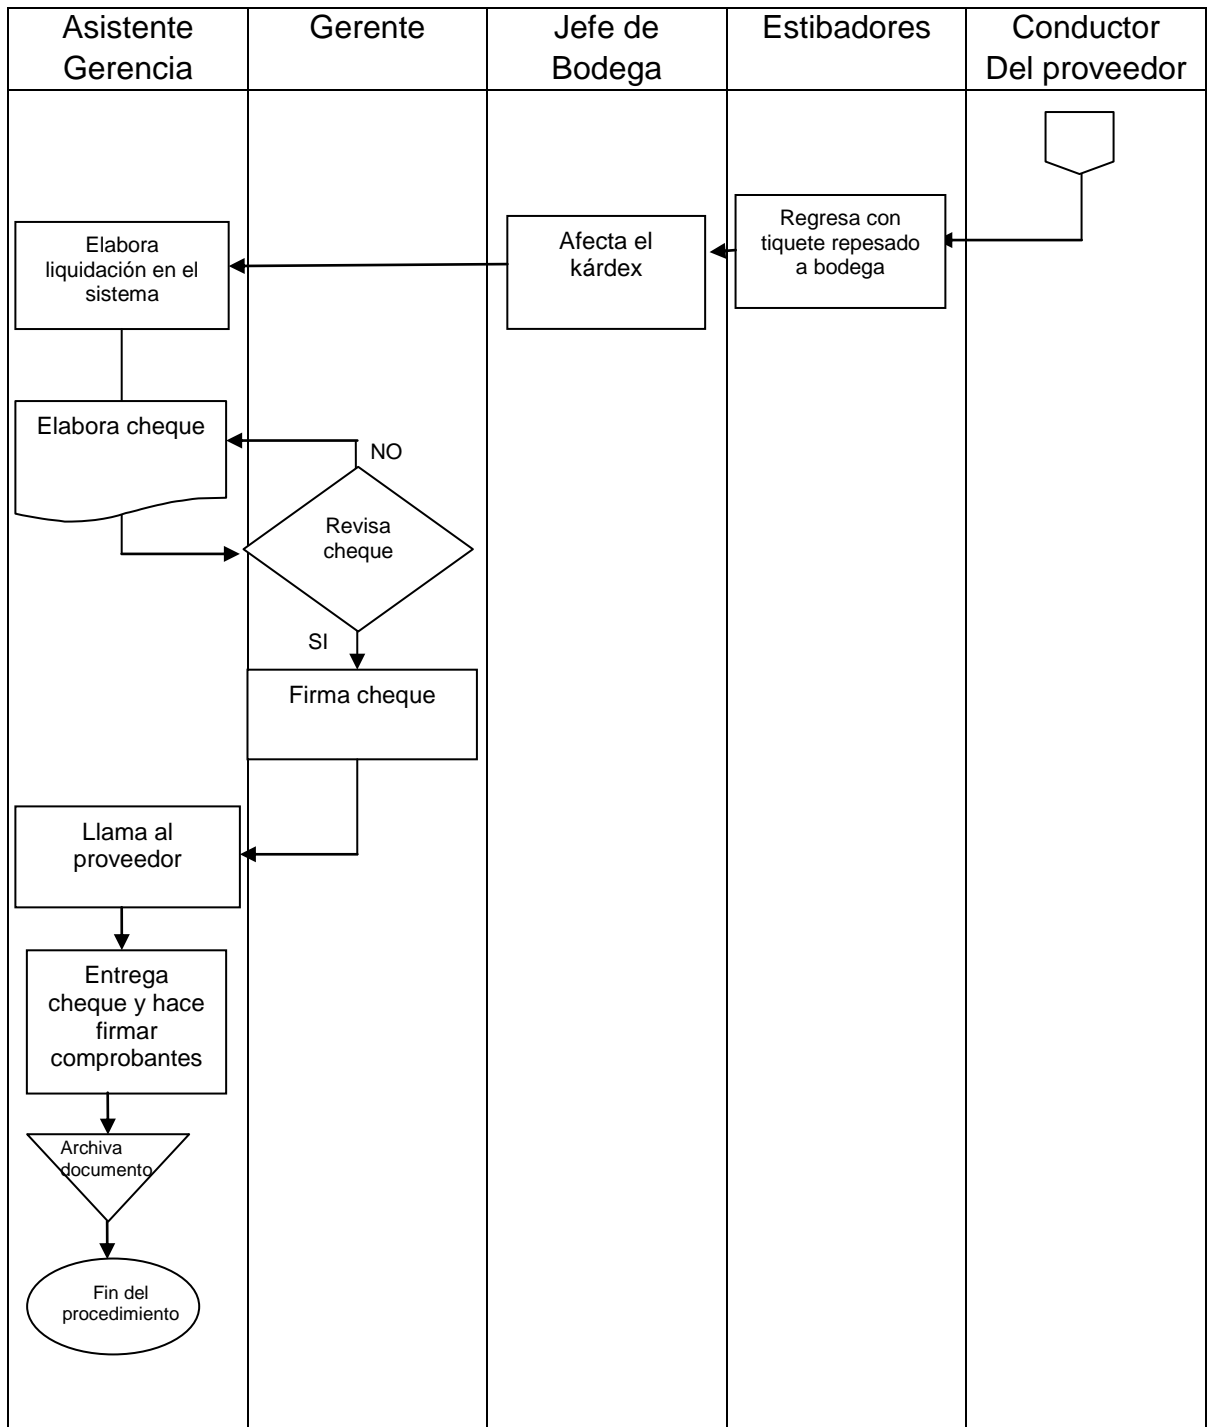 Asistente
Gerencia
Gerente
Jefe de
Bodega
Estibadores
Conductor
Del proveedor
Regresa con
tiquete repesado
a bodega
Afecta el
kárdex
Elabora
liquidación en el
sistema
Elabora cheque
NO
Revisa
cheque
SI
Firma cheque
Llama al
proveedor
Entrega
cheque y hace
firmar
comprobantes
Archiva
documento
Fin del
procedimiento